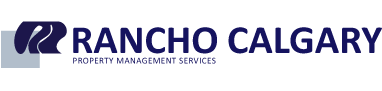 RANCHO CALGARY
PROPERTY MANAGEMENT SERVICES